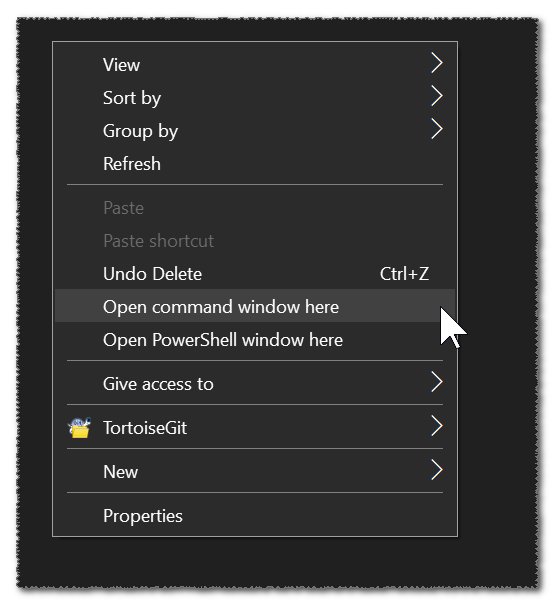 View
Sort by
Group by
Refresh
Paste
Paste shortcut
Undo Delete Ctrl+Z
Open command window here
Open PowerShell window here
Give access to
TortoiseGit
New
Properties